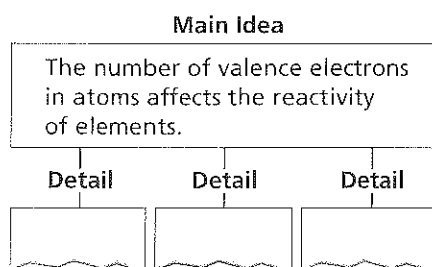 Main Idea
The number of valence electrons
in atoms affects the reactivity
of elements.
Detail Detail Detail